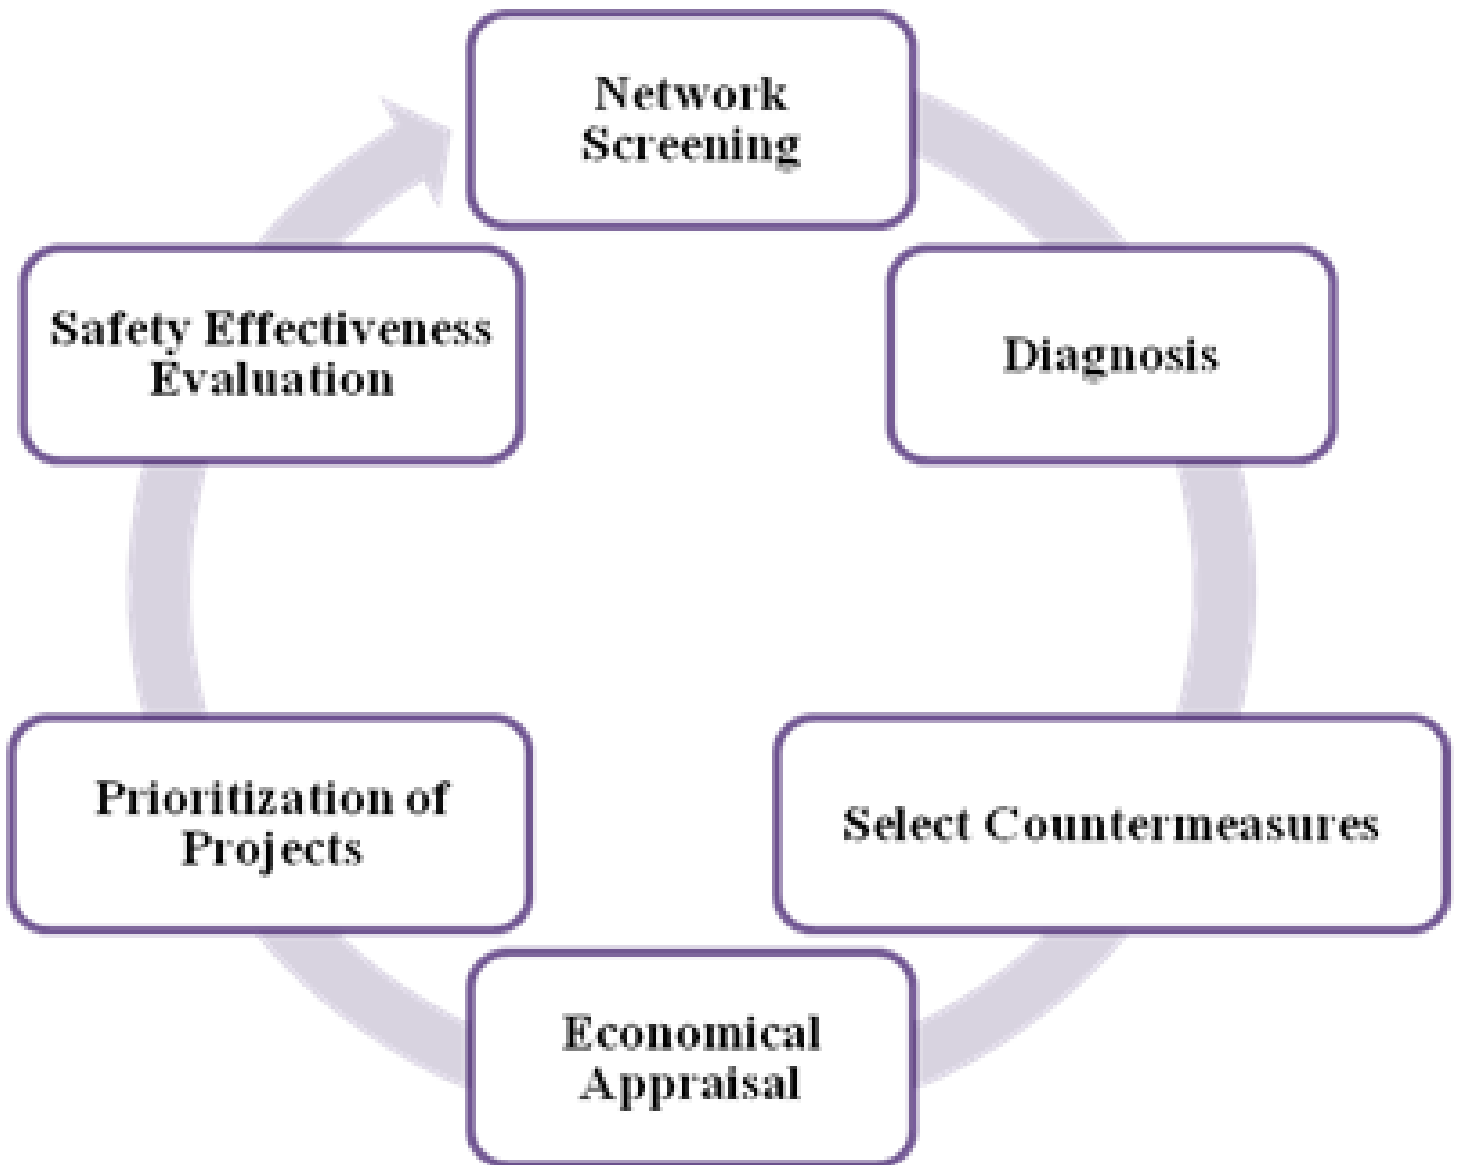 Network
Screening
Diagnosis
Select Countermeasures
Economical
Appraisal
Prioritization of
Projects
Safety Effectiveness
Evaluation